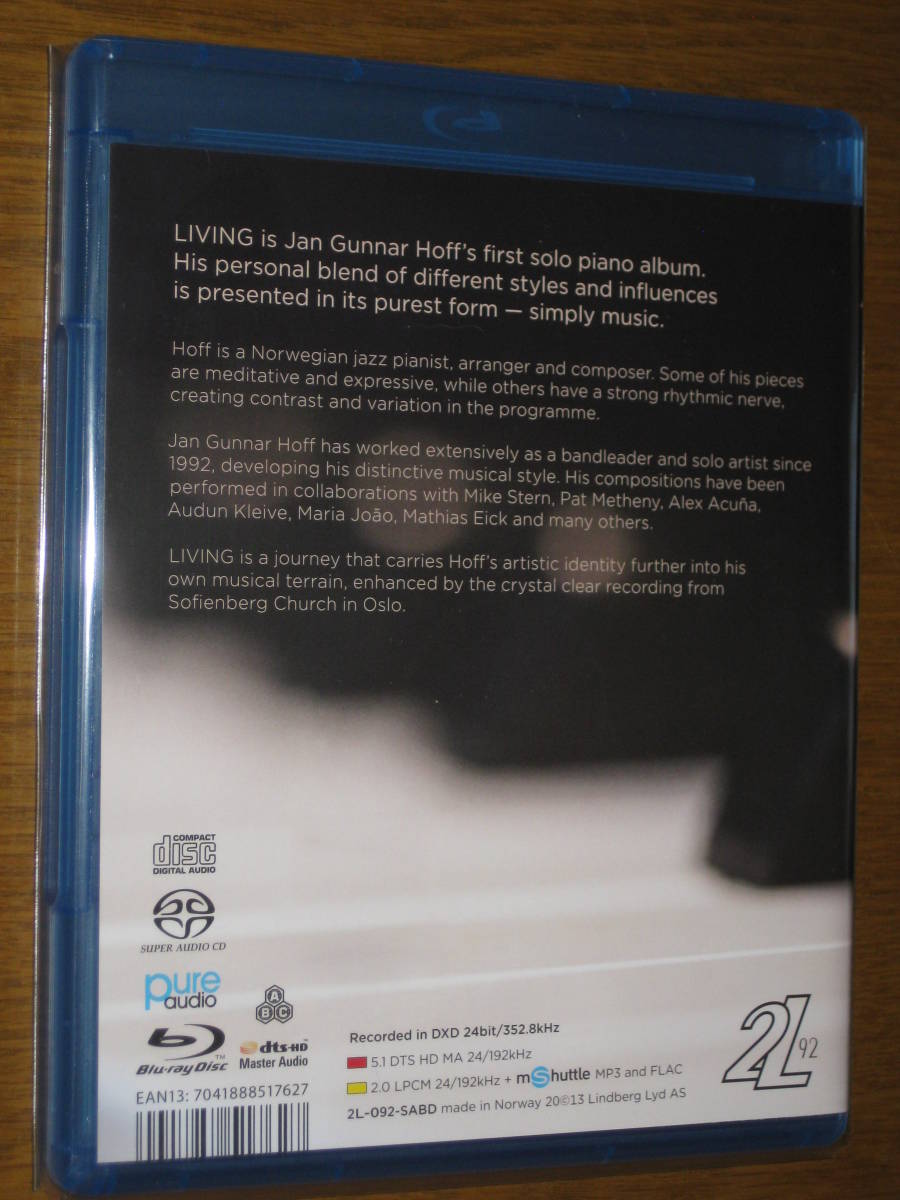 LIVING is Jan Gunnar Hoff's first solo piano album.
His personal blend of different styles and influences
is presented in its purest form — simply music.
Hoff is a Norwegian jazz pianist, arranger and composer. Some of his pieces
are meditative and expressive, while others have a strong rhythmic nerve,
creating contrast and variation in the programme.
Jan Gunnar Hoff has worked extensively as a bandleader and solo artist since
1992, developing his distinctive musical style. His compositions have been
performed in collaborations with Mike Stern, Pat Metheny, Alex Acuña,
Audun Kleive, Maria João, Mathias Eick and many others.
LIVING is a journey that carries Hoff's artistic identity further into his
own musical terrain, enhanced by the crystal clear recording from
Sofienberg Church in Oslo.
COMPACT
disc
DIGITAL AUDIO
SUPER AUDIO CD
pure
audio
A
B C
Blu-ray Disc™
dts-HD
Master Audio
EAN13: 7041888517627
Recorded in DXD 24bit/352.8kHz
5.1 DTS HD MA 24/192kHz
2.0 LPCM 24/192kHz + mShuttle MP3 and FLAC
2L-092-SABD made in Norway 20©13 Lindberg Lyd AS
2L 92